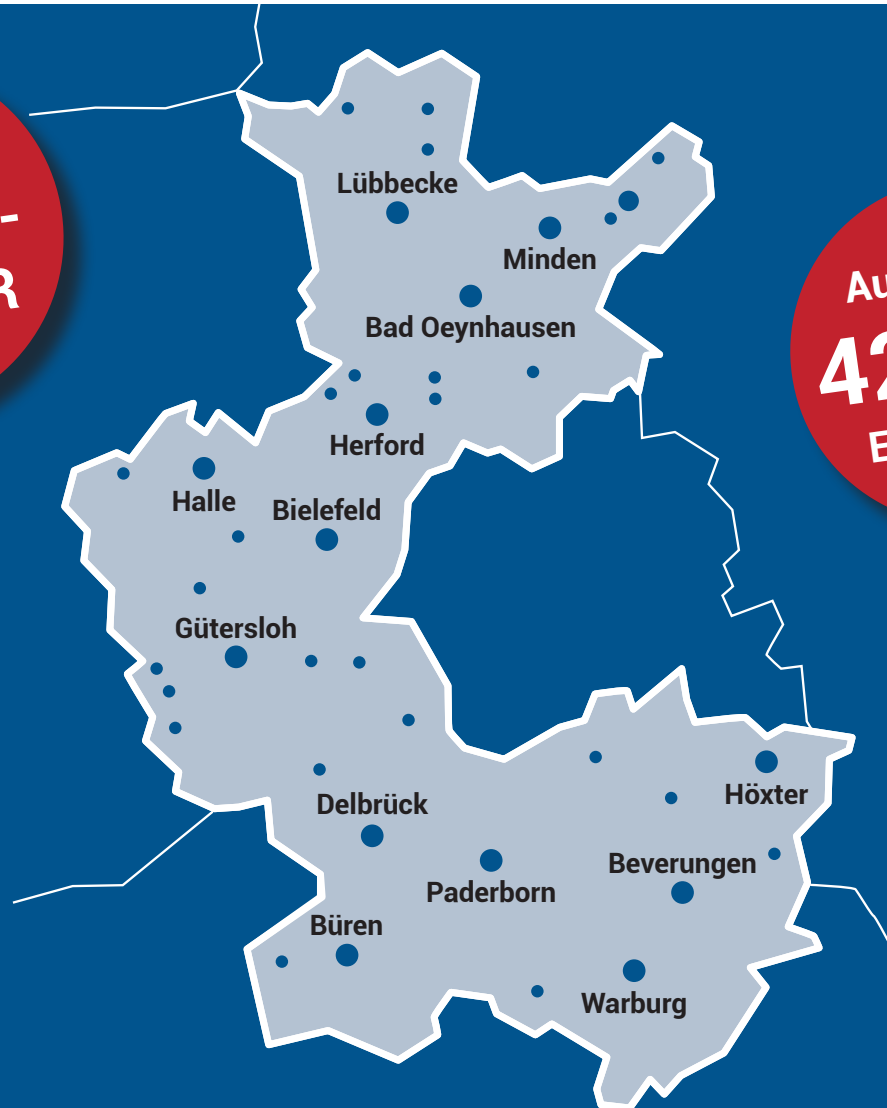 Lübbecke
Minden
Bad Oeynhausen
Herford
Halle
Bielefeld
Gütersloh
Delbrück
Höxter
Beverungen
Paderborn
Büren
Warburg